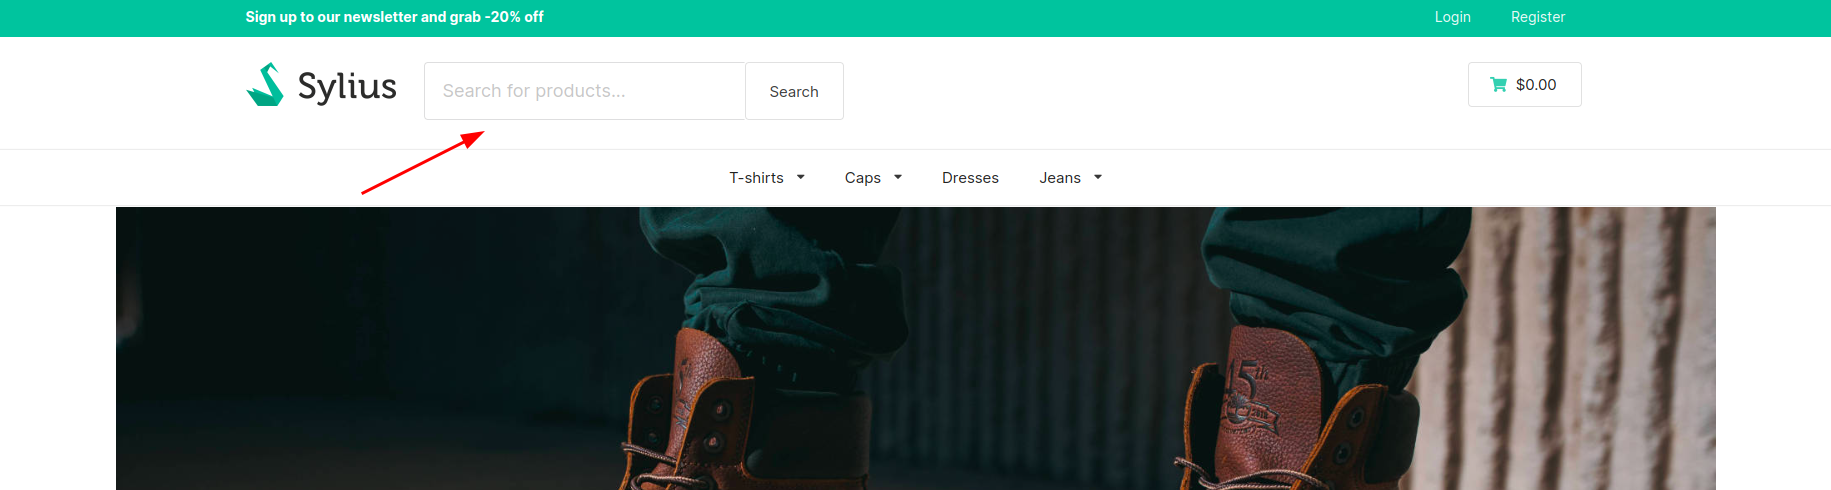 Sign up to our newsletter and grab -20% off
Login
Register
Sylius
Search for products...
Search
$0.00
T-shirts
Caps
Dresses
Jeans
15th